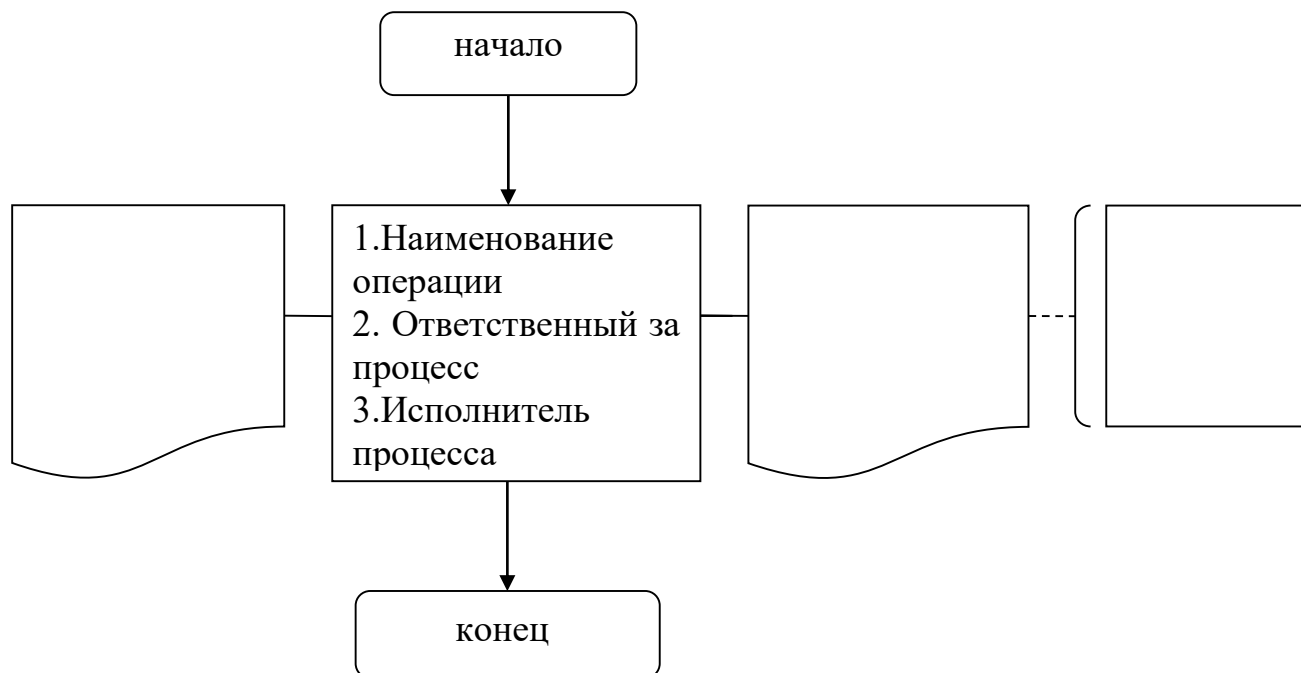 начало
1.Наименование
операции
2. Ответственный за
процесс
3.Исполнитель
процесса
конец